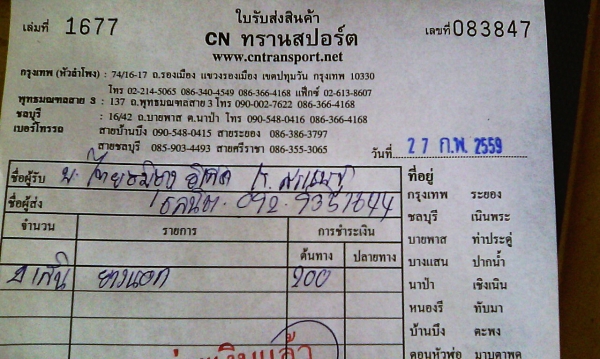 ใบรับส่งสินค้า
เล่มที่ 1677 เลขที่ 083847
CN ทรานสปอร์ต
www.cntransport.net
กรุงเทพ (หัวลำโพง) : 74/16-17 ถ.รองเมือง แขวงรองเมือง เขตปทุมวัน กรุงเทพ 10330
โทร 02-214-5065 086-340-4549 086-366-4168 แฟ็กซ์ 02-613-8607
พุทธมณฑลสาย 3 : 137 ถ.พุทธมณฑลสาย 3 โทร 090-002-7622 086-366-4168
ชลบุรี : 16/42 ถ.บายพาส ต.นาป่า โทร 090-548-0416 086-366-4168
เบอร์โทรรถ สายบ้านบึง 090-548-0415 สายระยอง 086-386-3797
สายชลบุรี 085-903-4493 สายศรีราชา 086-355-3065
วันที่ 27 ก.พ. 2559
ชื่อผู้รับ
ชื่อผู้ส่ง 092-9351644
จำนวน รายการ การชำระเงิน
ต้นทาง ปลายทาง
200
ที่อยู่
กรุงเทพ ระยอง
ชลบุรี เนินพระ
บายพาส ท่าประดู่
บางแสน ปากน้ำ
นาป่า เชิงเนิน
หนองรี ทับมา
บ้านบึง ตะพง
ดอนหัวฬ่อ มาบตาพุด